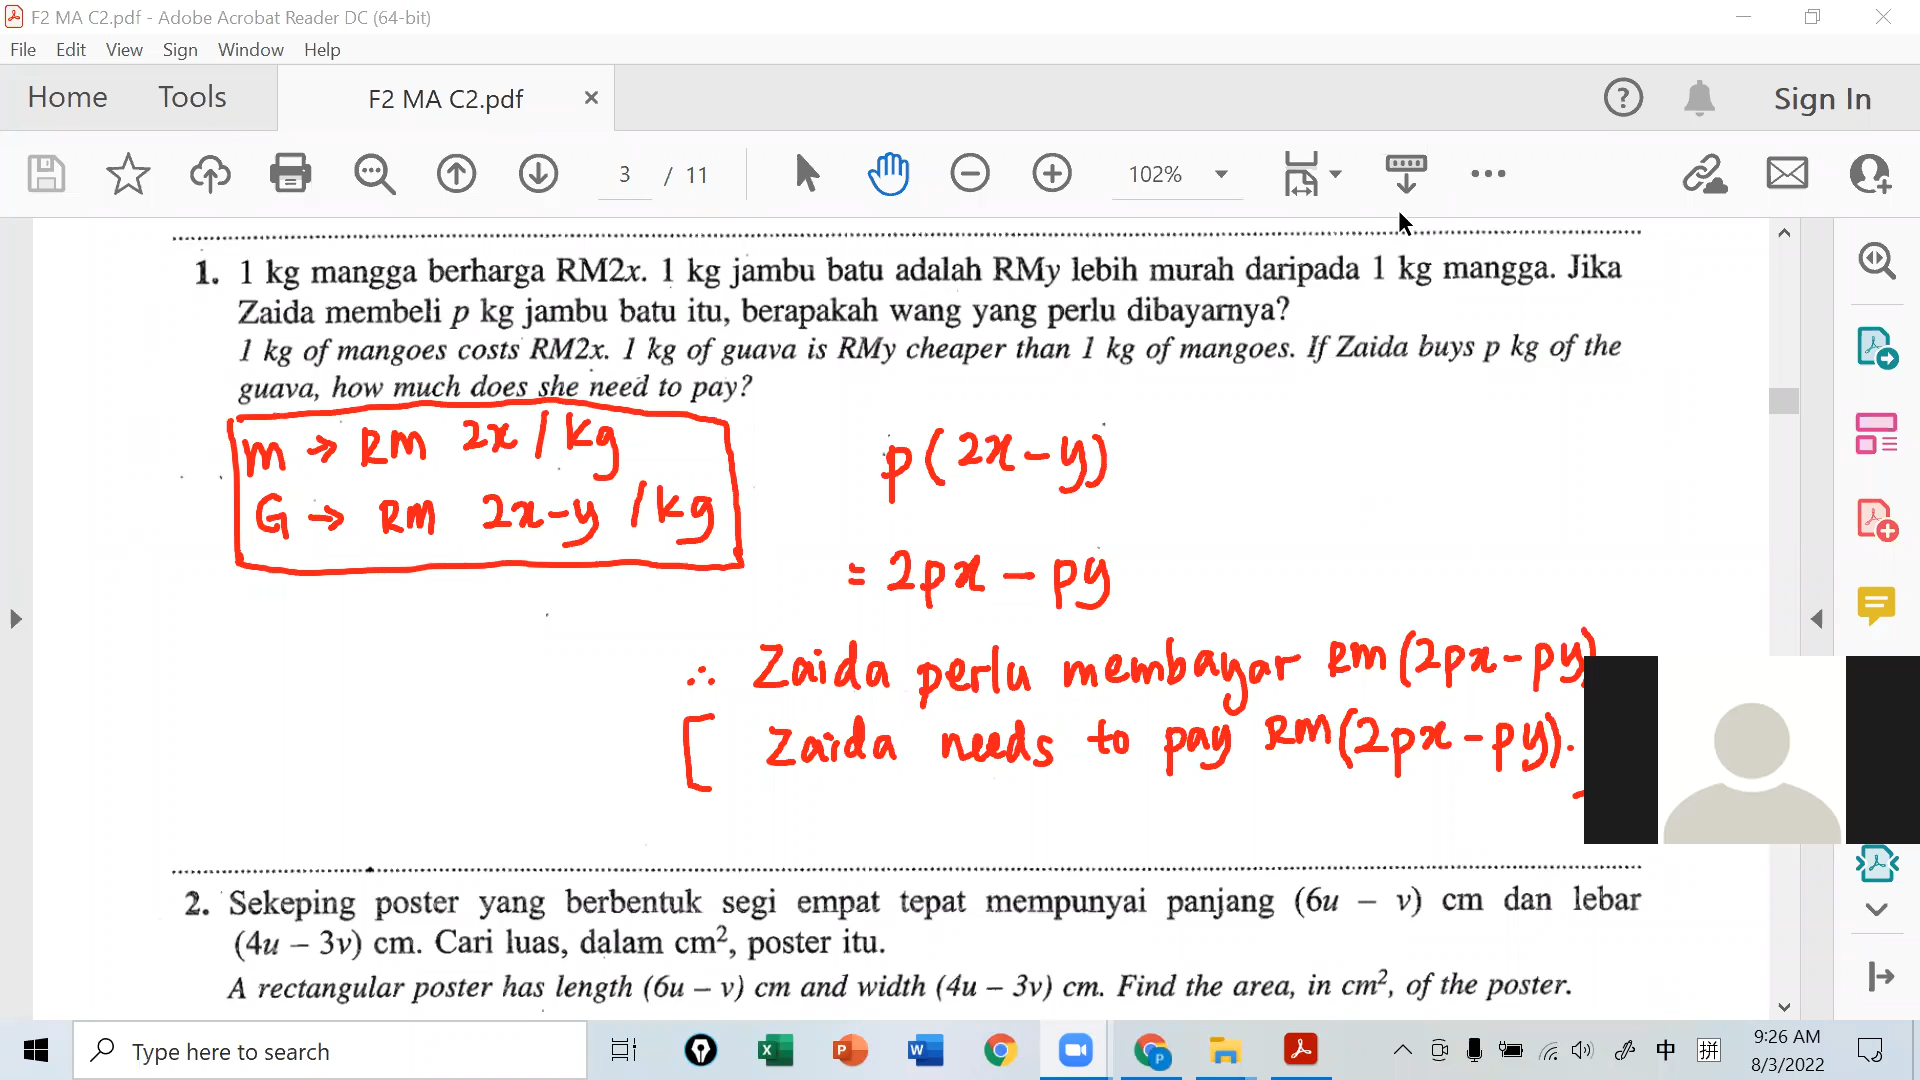 F2 MA C2.pdf - Adobe Acrobat Reader DC (64-bit)
File Edit View Sign Window Help
Home Tools F2 MA C2.pdf × Sign In
3 / 11 102%
1. 1 kg mangga berharga RM2x. 1 kg jambu batu adalah RMy lebih murah daripada 1 kg mangga. Jika
Zaida membeli p kg jambu batu itu, berapakah wang yang perlu dibayarnya?
1 kg of mangoes costs RM2x. 1 kg of guava is RMy cheaper than 1 kg of mangoes. If Zaida buys p kg of the
guava, how much does she need to pay?
m → RM 2x / kg
G → RM 2x-y / kg
p(2x-y)
= 2px - py
∴ Zaida perlu membayar RM (2px-py)
[ Zaida needs to pay RM (2px-py).
2. Sekeping poster yang berbentuk segi empat tepat mempunyai panjang (6u – v) cm dan lebar
(4u – 3v) cm. Cari luas, dalam cm², poster itu.
A rectangular poster has length (6u – v) cm and width (4u – 3v) cm. Find the area, in cm², of the poster.
Type here to search
中 拼
9:26 AM
8/3/2022